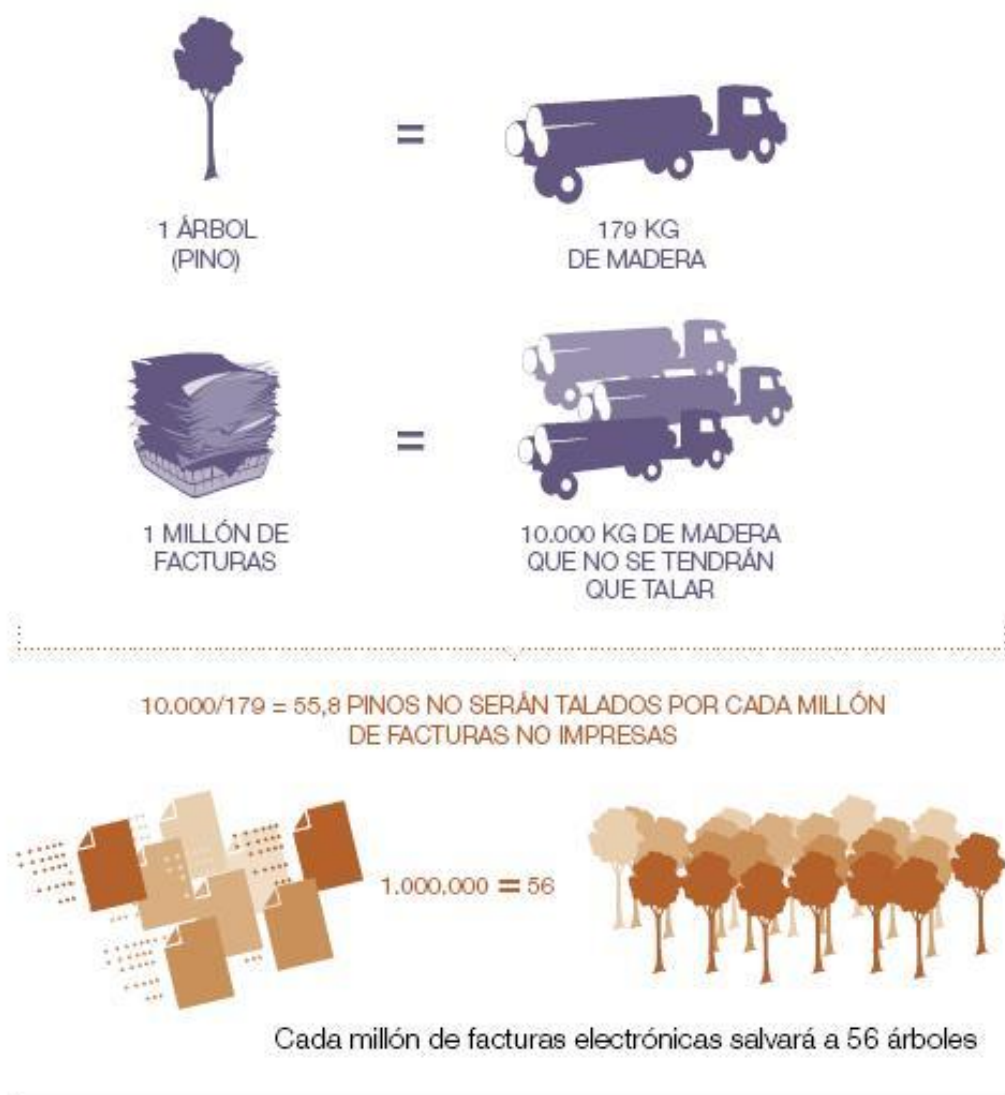 =
1 ÁRBOL
(PINO)
179 KG
DE MADERA
=
1 MILLÓN DE
FACTURAS
10.000 KG DE MADERA
QUE NO SE TENDRÁN
QUE TALAR
10.000/179 = 55,8 PINOS NO SERÁN TALADOS POR CADA MILLÓN
DE FACTURAS NO IMPRESAS
1.000.000 = 56
Cada millón de facturas electrónicas salvará a 56 árboles